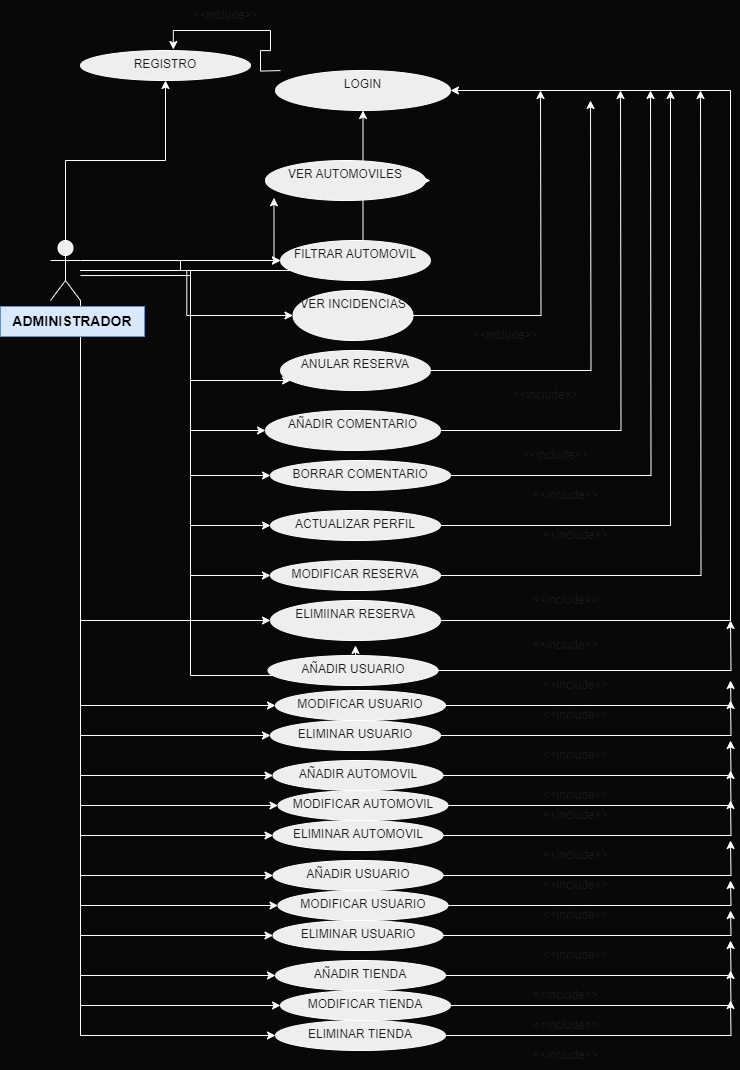 <<include>>
REGISTRO
LOGIN
VER AUTOMOVILES
FILTRAR AUTOMOVIL
VER INCIDENCIAS
ADMINISTRADOR
<<include>>
ANULAR RESERVA
<<include>>
AÑADIR COMENTARIO
<<include>>
BORRAR COMENTARIO
<<include>>
ACTUALIZAR PERFIL
<<include>>
MODIFICAR RESERVA
<<include>>
ELIMIINAR RESERVA
<<include>>
AÑADIR USUARIO
<<include>>
MODIFICAR USUARIO
<<include>>
ELIMINAR USUARIO
<<include>>
AÑADIR AUTOMOVIL
<<include>>
MODIFICAR AUTOMOVIL
<<include>>
ELIMINAR AUTOMOVIL
<<include>>
AÑADIR USUARIO
<<include>>
MODIFICAR USUARIO
<<include>>
ELIMINAR USUARIO
<<include>>
AÑADIR TIENDA
<<include>>
MODIFICAR TIENDA
<<include>>
ELIMINAR TIENDA
<<include>>